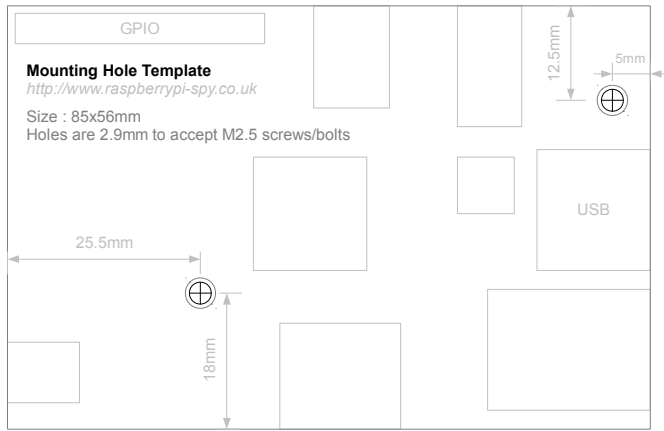 GPIO
12.5mm
5mm
Mounting Hole Template
http://www.raspberrypi-spy.co.uk
Size : 85x56mm
Holes are 2.9mm to accept M2.5 screws/bolts
USB
25.5mm
18mm